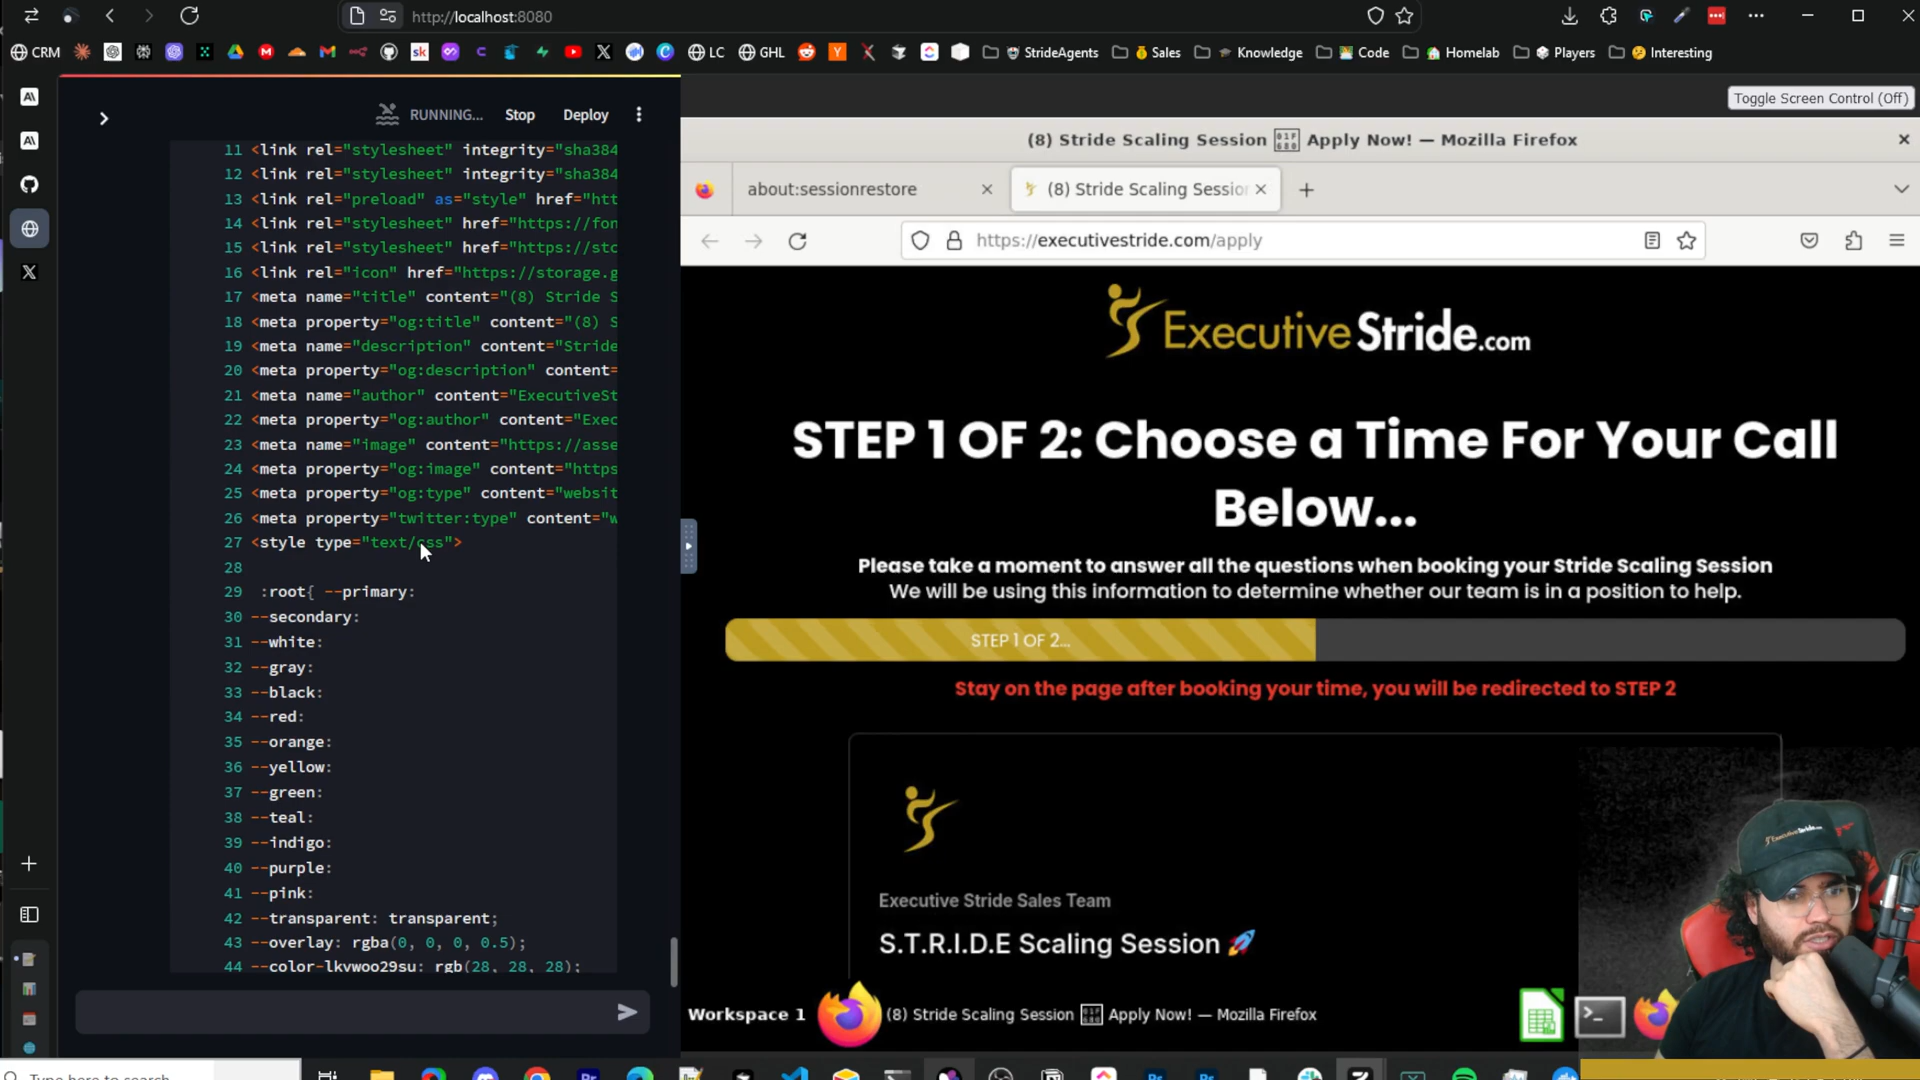 http://localhost:8080
CRM
LC
GHL
StrideAgents
Sales
Knowledge
Code
Homelab
Players
Interesting
RUNNING...
Stop
Deploy
11 <link rel="stylesheet" integrity="sha384
12 <link rel="stylesheet" integrity="sha384
13 <link rel="preload" as="style" href="htt
14 <link rel="stylesheet" href="https://fon
15 <link rel="stylesheet" href="https://stc
16 <link rel="icon" href="https://storage.g
17 <meta name="title" content="(8) Stride S
18 <meta property="og:title" content="(8) S
19 <meta name="description" content="Stride
20 <meta property="og:description" content=
21 <meta name="author" content="ExecutiveSt
22 <meta property="og:author" content="Exec
23 <meta name="image" content="https://asse
24 <meta property="og:image" content="https
25 <meta property="og:type" content="websit
26 <meta property="twitter:type" content="w
27 <style type="text/css">
28
29 :root{ --primary:
30 --secondary:
31 --white:
32 --gray:
33 --black:
34 --red:
35 --orange:
36 --yellow:
37 --green:
38 --teal:
39 --indigo:
40 --purple:
41 --pink:
42 --transparent: transparent;
43 --overlay: rgba(0, 0, 0, 0.5);
44 --color-lkvwoo29su: rgb(28, 28, 28);
Toggle Screen Control (Off)
(8) Stride Scaling Session 01F680 Apply Now! — Mozilla Firefox
about:sessionrestore
(8) Stride Scaling Sessio
https://executivestride.com/apply
ExecutiveStride.com
STEP 1 OF 2: Choose a Time For Your Call
Below...
Please take a moment to answer all the questions when booking your Stride Scaling Session
We will be using this information to determine whether our team is in a position to help.
STEP 1 OF 2...
Stay on the page after booking your time, you will be redirected to STEP 2
Executive Stride Sales Team
S.T.R.I.D.E Scaling Session 🚀
Workspace 1
(8) Stride Scaling Session 01F680 Apply Now! — Mozilla Firefox
Type here to search